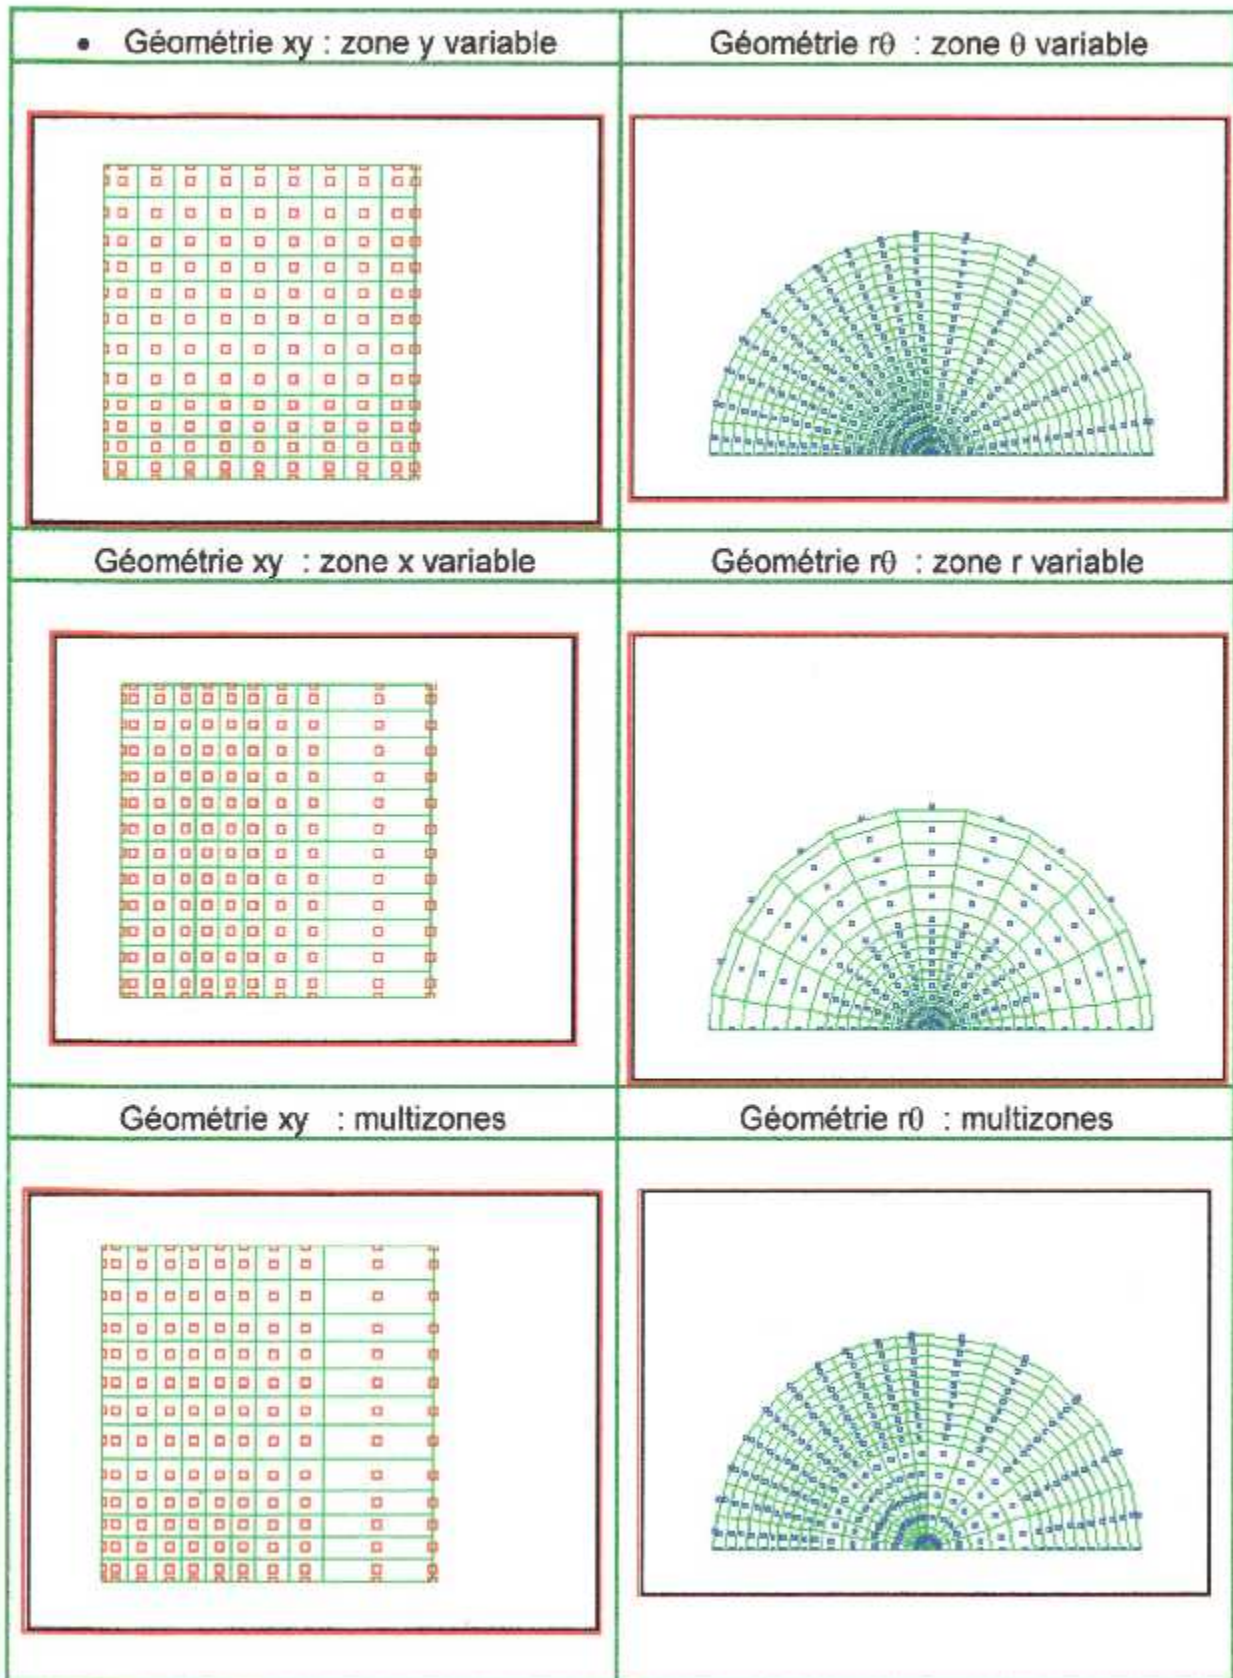 • Géométrie xy : zone y variable
Géométrie rθ : zone θ variable
Géométrie xy : zone x variable
Géométrie rθ : zone r variable
Géométrie xy : multizones
Géométrie rθ : multizones